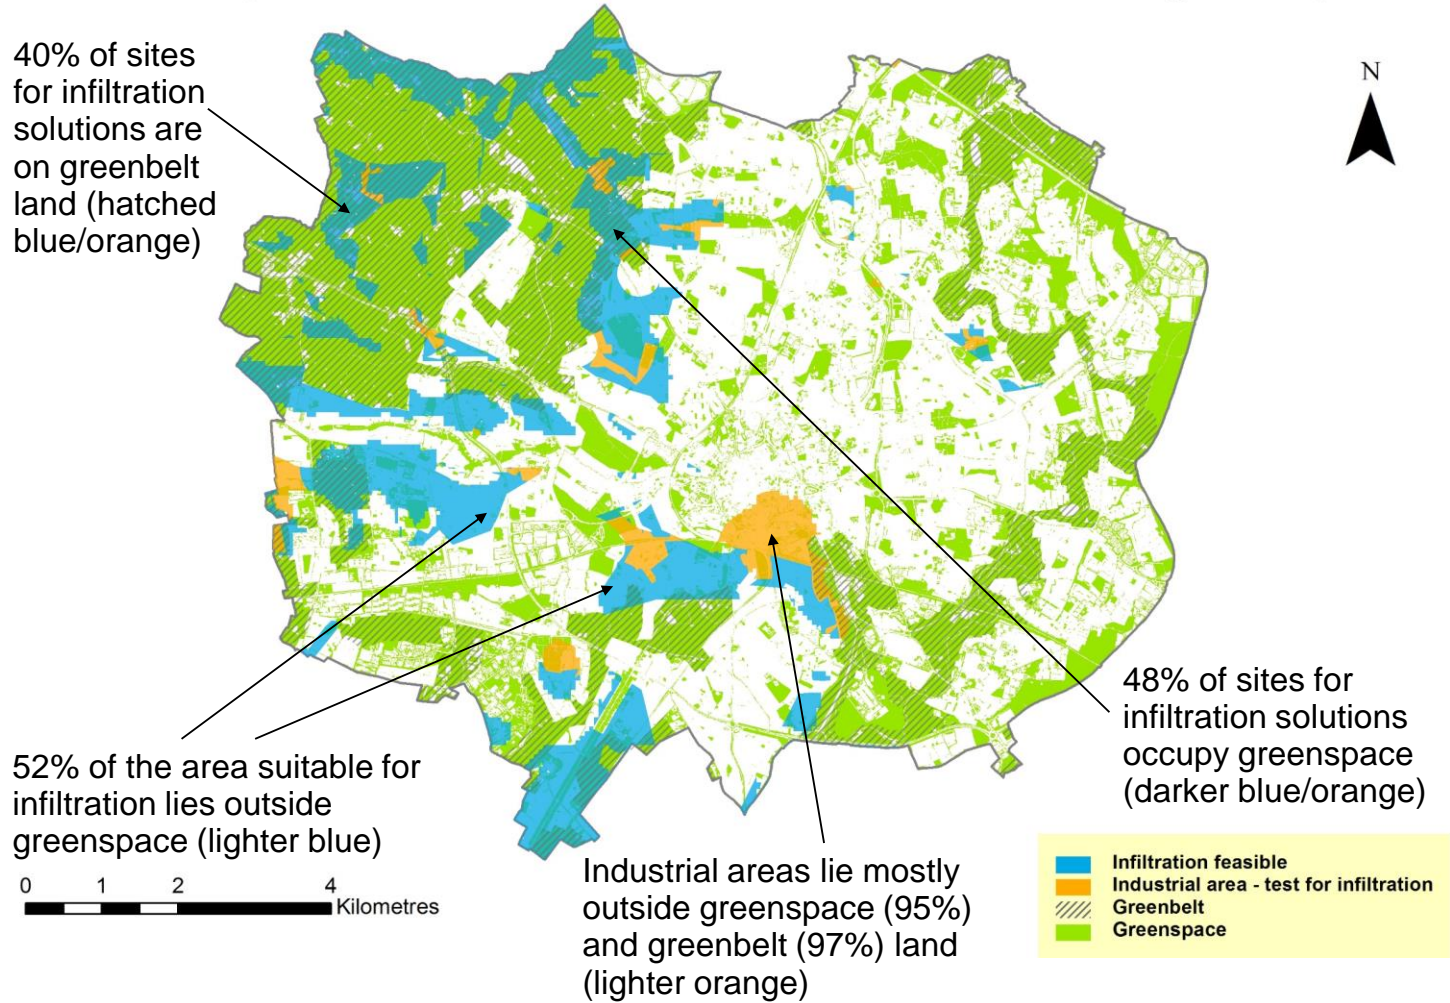 40% of sites
for infiltration
solutions are
on greenbelt
land (hatched
blue/orange)
N
48% of sites for
infiltration solutions
occupy greenspace
(darker blue/orange)
52% of the area suitable for
infiltration lies outside
greenspace (lighter blue)
0 1 2 4
Kilometres
Industrial areas lie mostly
outside greenspace (95%)
and greenbelt (97%) land
(lighter orange)
Infiltration feasible
Industrial area - test for infiltration
Greenbelt
Greenspace